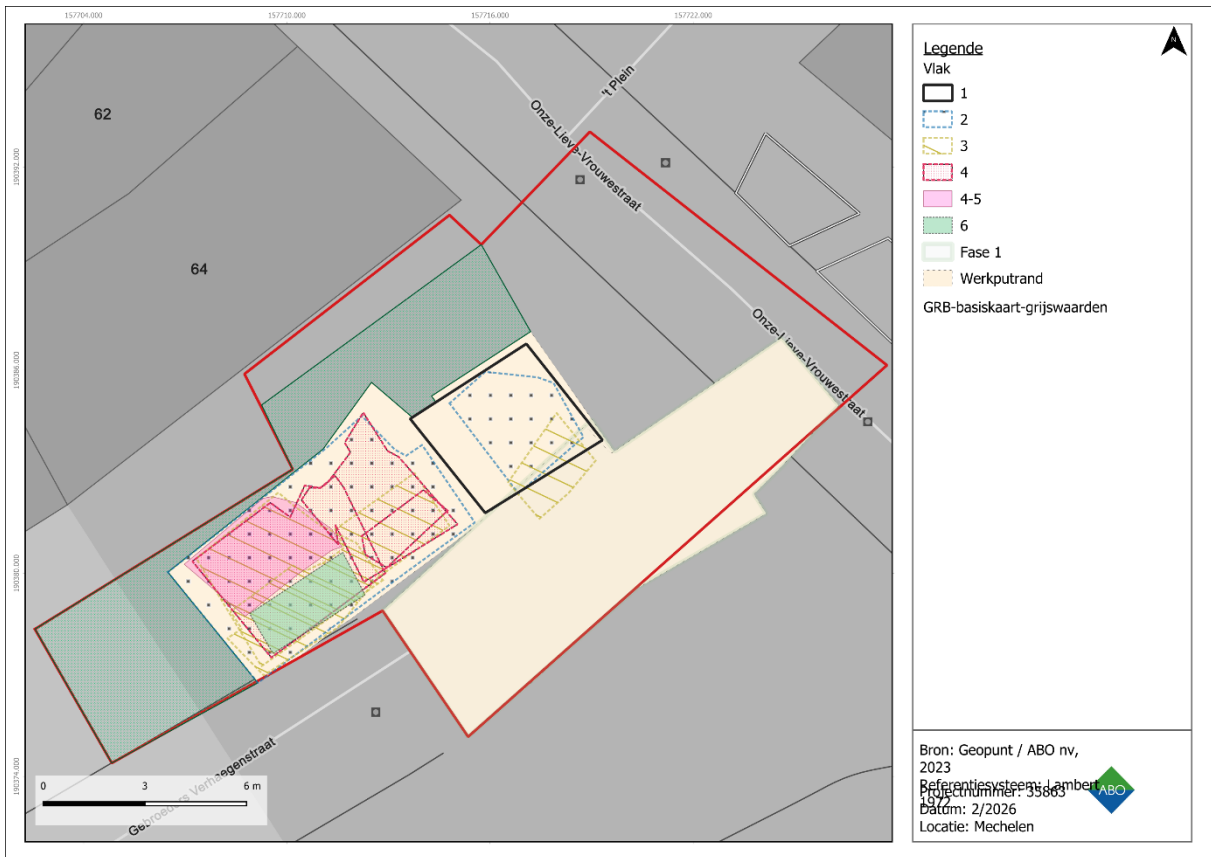 157704.000
157710.000
157716.000
157722.000
190392.000
190386.000
190380.000
190374.000
62
64
't Plein
Onze-Lieve-Vrouwestraat
Onze-Lieve-Vrouwestraat
Gebroeders Verhaegenstraat
0 3 6 m
N
Legende
Vlak
1
2
3
4
4-5
6
Fase 1
Werkputrand
GRB-basiskaart-grijswaarden
Bron: Geopunt / ABO nv,
2023
Referentiesysteem: Lambert
1972
Projectnummer: 35863
Datum: 2/2026
Locatie: Mechelen
ABO